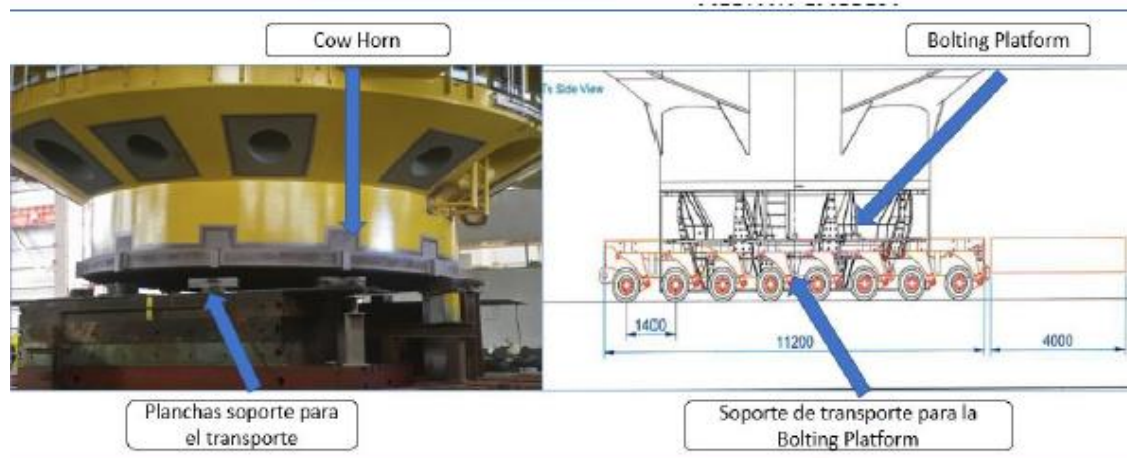 Cow Horn
Bolting Platform
's Side View
1400
11200
4000
Planchas soporte para
el transporte
Soporte de transporte para la
Bolting Platform